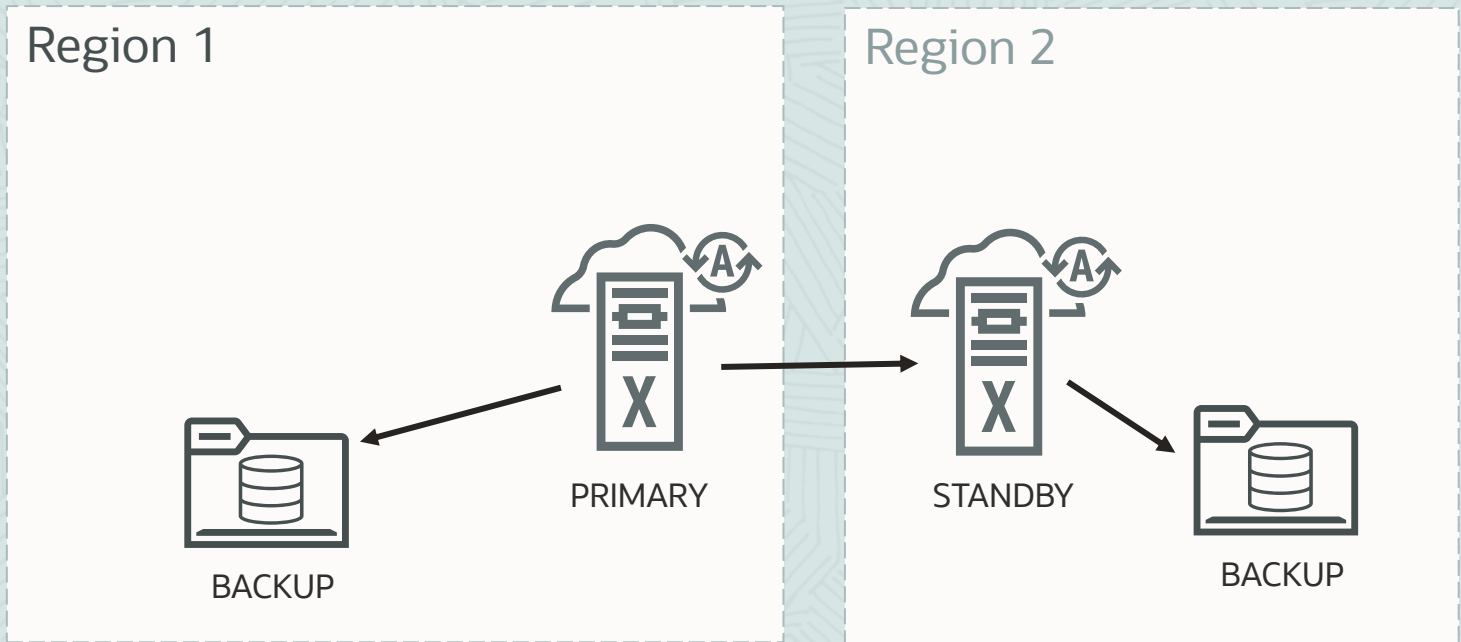 Region 1
Region 2
A
A
X
X
PRIMARY
STANDBY
BACKUP
BACKUP